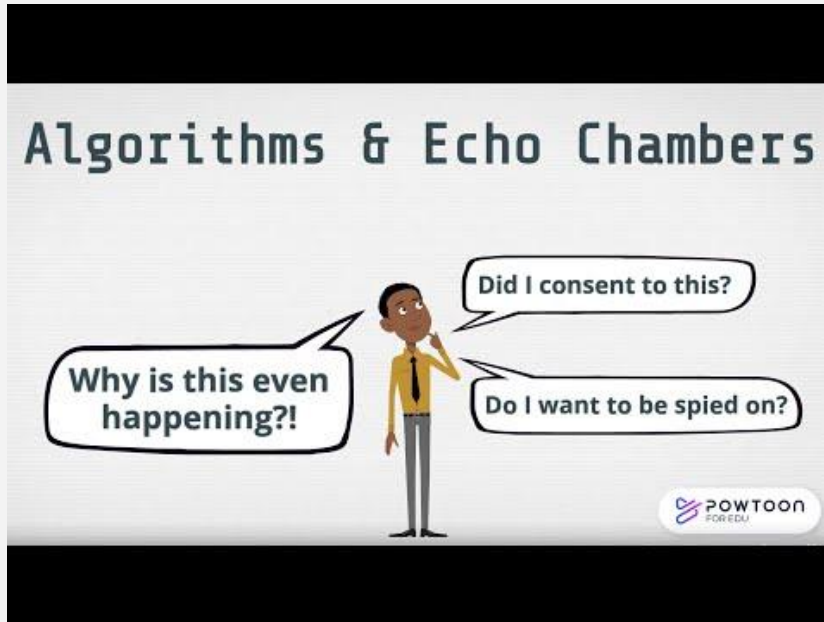 Algorithms & Echo Chambers
Did I consent to this?
Why is this even
happening?!
Do I want to be spied on?
POWTOON
FOR EDU